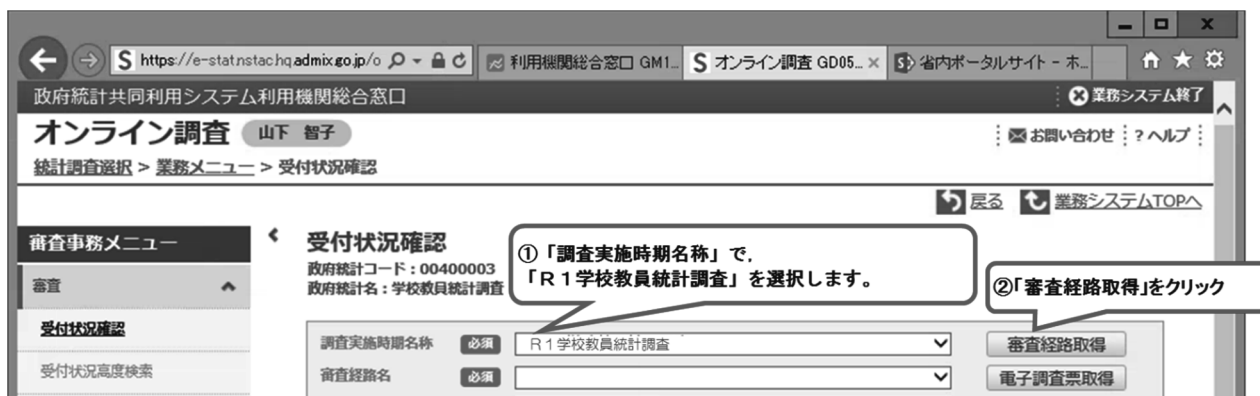 https://e-stat.nstac.hq.admix.go.jp/o
利用機関総合窓口 GM1...
オンライン調査 GD05...
省内ポータルサイト - ホ...
政府統計共同利用システム利用機関総合窓口
業務システム終了
オンライン調査 山下 智子
お問い合わせ ? ヘルプ
統計調査選択 > 業務メニュー > 受付状況確認
戻る 業務システムTOPへ
審査事務メニュー
審査
受付状況確認
受付状況高度検索
受付状況確認
政府統計コード:00400003
政府統計名:学校教員統計調査
①「調査実施時期名称」で,
「R1学校教員統計調査」を選択します。
②「審査経路取得」をクリック
調査実施時期名称 必須 R1学校教員統計調査 審査経路取得
審査経路名 必須 電子調査票取得